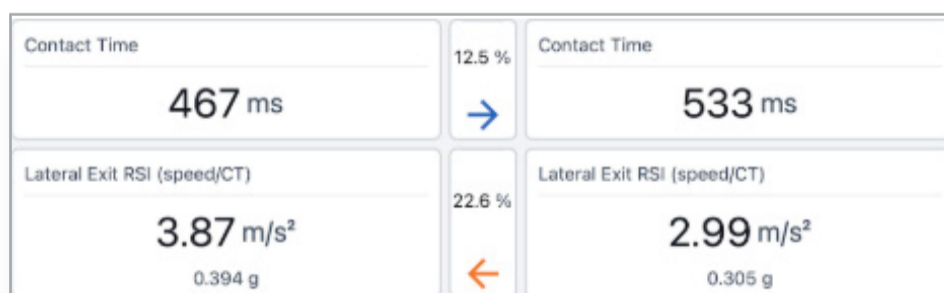 Contact Time
467 ms
12.5 %
Contact Time
533 ms
Lateral Exit RSI (speed/CT)
3.87 m/s²
0.394 g
22.6 %
Lateral Exit RSI (speed/CT)
2.99 m/s²
0.305 g